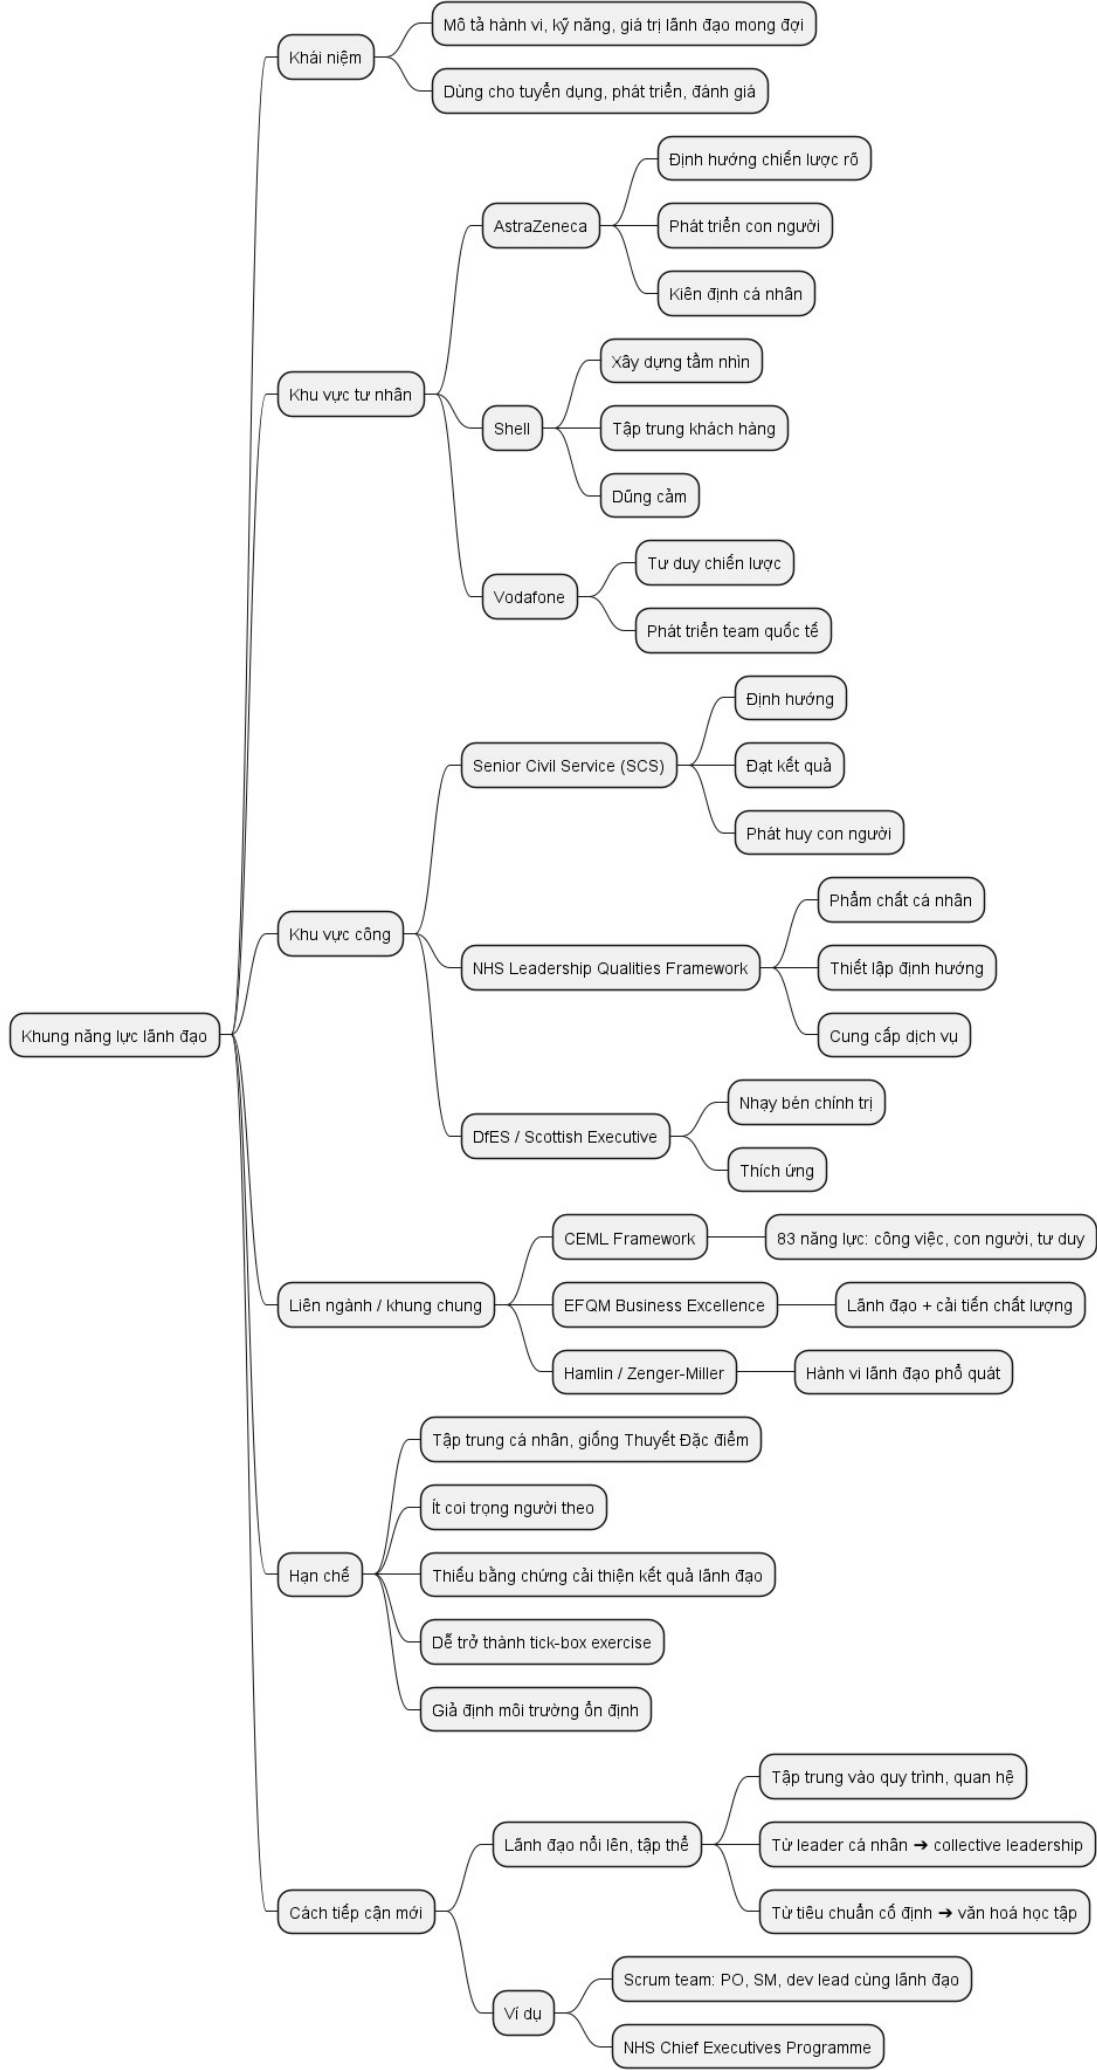 Khung năng lực lãnh đạo
Khái niệm
Mô tả hành vi, kỹ năng, giá trị lãnh đạo mong đợi
Dùng cho tuyển dụng, phát triển, đánh giá
Khu vực tư nhân
AstraZeneca
Định hướng chiến lược rõ
Phát triển con người
Kiên định cá nhân
Shell
Xây dựng tầm nhìn
Tập trung khách hàng
Dũng cảm
Vodafone
Tư duy chiến lược
Phát triển team quốc tế
Khu vực công
Senior Civil Service (SCS)
Định hướng
Đạt kết quả
Phát huy con người
NHS Leadership Qualities Framework
Phẩm chất cá nhân
Thiết lập định hướng
Cung cấp dịch vụ
DfES / Scottish Executive
Nhạy bén chính trị
Thích ứng
Liên ngành / khung chung
CEML Framework
83 năng lực: công việc, con người, tư duy
EFQM Business Excellence
Lãnh đạo + cải tiến chất lượng
Hamlin / Zenger-Miller
Hành vi lãnh đạo phổ quát
Hạn chế
Tập trung cá nhân, giống Thuyết Đặc điểm
Ít coi trọng người theo
Thiếu bằng chứng cải thiện kết quả lãnh đạo
Dễ trở thành tick-box exercise
Giả định môi trường ổn định
Cách tiếp cận mới
Lãnh đạo nổi lên, tập thể
Tập trung vào quy trình, quan hệ
Từ leader cá nhân ➔ collective leadership
Từ tiêu chuẩn cố định ➔ văn hoá học tập
Ví dụ
Scrum team: PO, SM, dev lead cùng lãnh đạo
NHS Chief Executives Programme